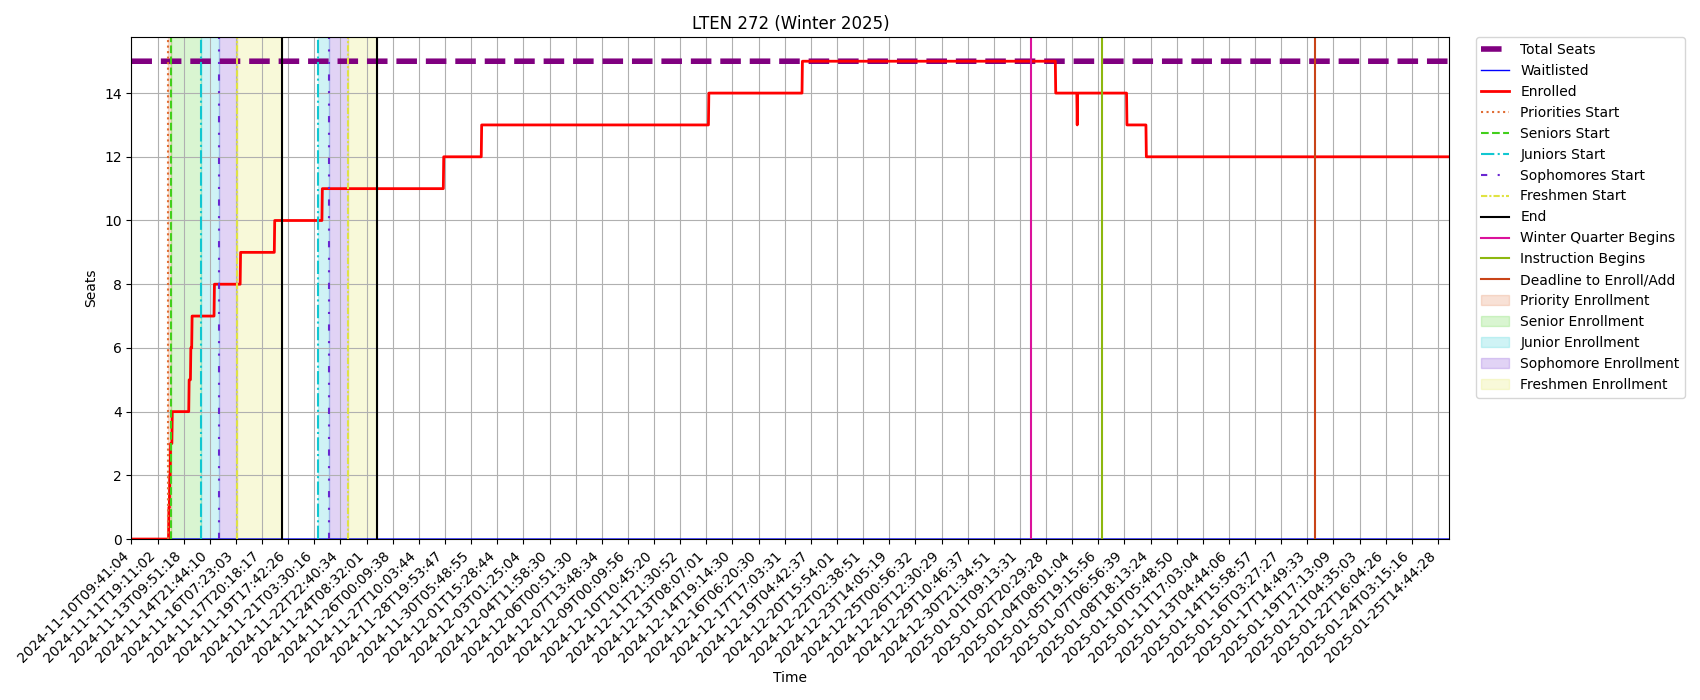 LTEN 272 (Winter 2025)
Seats
14
12
10
8
6
4
2
0
2024-11-10T09:41:04
2024-11-11T19:11:02
2024-11-13T09:51:18
2024-11-14T21:44:10
2024-11-16T07:23:03
2024-11-17T20:18:17
2024-11-19T17:42:26
2024-11-21T03:30:16
2024-11-22T22:40:34
2024-11-24T08:32:01
2024-11-26T00:09:38
2024-11-27T11:03:44
2024-11-28T19:53:47
2024-11-30T05:48:55
2024-12-01T15:28:44
2024-12-03T01:25:04
2024-12-04T11:58:30
2024-12-06T00:51:30
2024-12-07T13:48:34
2024-12-09T00:09:56
2024-12-10T10:45:20
2024-12-11T21:30:52
2024-12-13T08:07:01
2024-12-14T19:14:30
2024-12-16T06:20:30
2024-12-17T17:03:31
2024-12-19T04:42:37
2024-12-20T15:54:01
2024-12-22T02:38:51
2024-12-23T14:05:19
2024-12-25T00:56:32
2024-12-26T12:30:29
2024-12-29T10:46:37
2024-12-30T21:34:51
2025-01-01T09:13:31
2025-01-02T20:29:28
2025-01-04T08:01:04
2025-01-05T19:15:56
2025-01-07T06:56:39
2025-01-08T18:13:24
2025-01-10T05:48:50
2025-01-11T17:03:04
2025-01-13T04:44:06
2025-01-14T15:58:57
2025-01-16T03:27:27
2025-01-17T14:49:33
2025-01-19T17:13:09
2025-01-21T04:35:03
2025-01-22T16:04:26
2025-01-24T03:15:16
2025-01-25T14:44:28
Time
Total Seats
Waitlisted
Enrolled
Priorities Start
Seniors Start
Juniors Start
Sophomores Start
Freshmen Start
End
Winter Quarter Begins
Instruction Begins
Deadline to Enroll/Add
Priority Enrollment
Senior Enrollment
Junior Enrollment
Sophomore Enrollment
Freshmen Enrollment